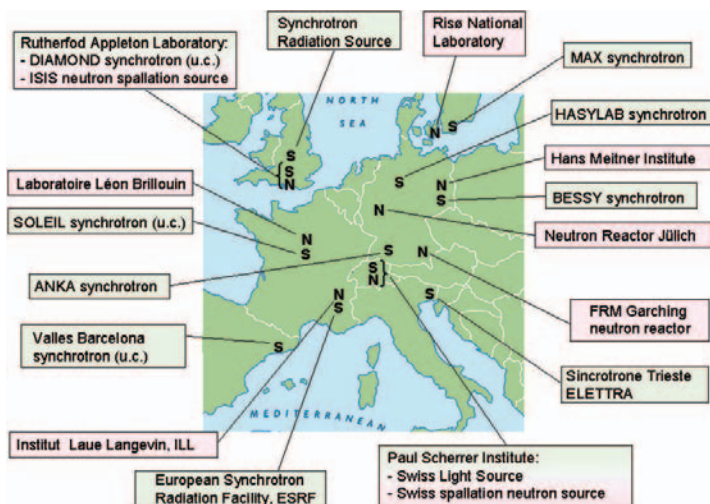 Rutherfod Appleton Laboratory:
- DIAMOND synchrotron (u.c.)
- ISIS neutron spallation source
Synchrotron
Radiation Source
Risø National
Laboratory
MAX synchrotron
HASYLAB synchrotron
Hans Meitner Institute
BESSY synchrotron
Neutron Reactor Jülich
FRM Garching
neutron reactor
Sincrotrone Trieste
ELETTRA
Paul Scherrer Institute:
- Swiss Light Source
- Swiss spallation neutron source
European Synchrotron
Radiation Facility, ESRF
Institut Laue Langevin, ILL
Valles Barcelona
synchrotron (u.c.)
ANKA synchrotron
SOLEIL synchrotron (u.c.)
Laboratoire Léon Brillouin
NORTH
SEA
MEDITERRANEAN
N
S
S
S
N
S
N
S
N
N
S
S
N
S
N
N
S
S
S